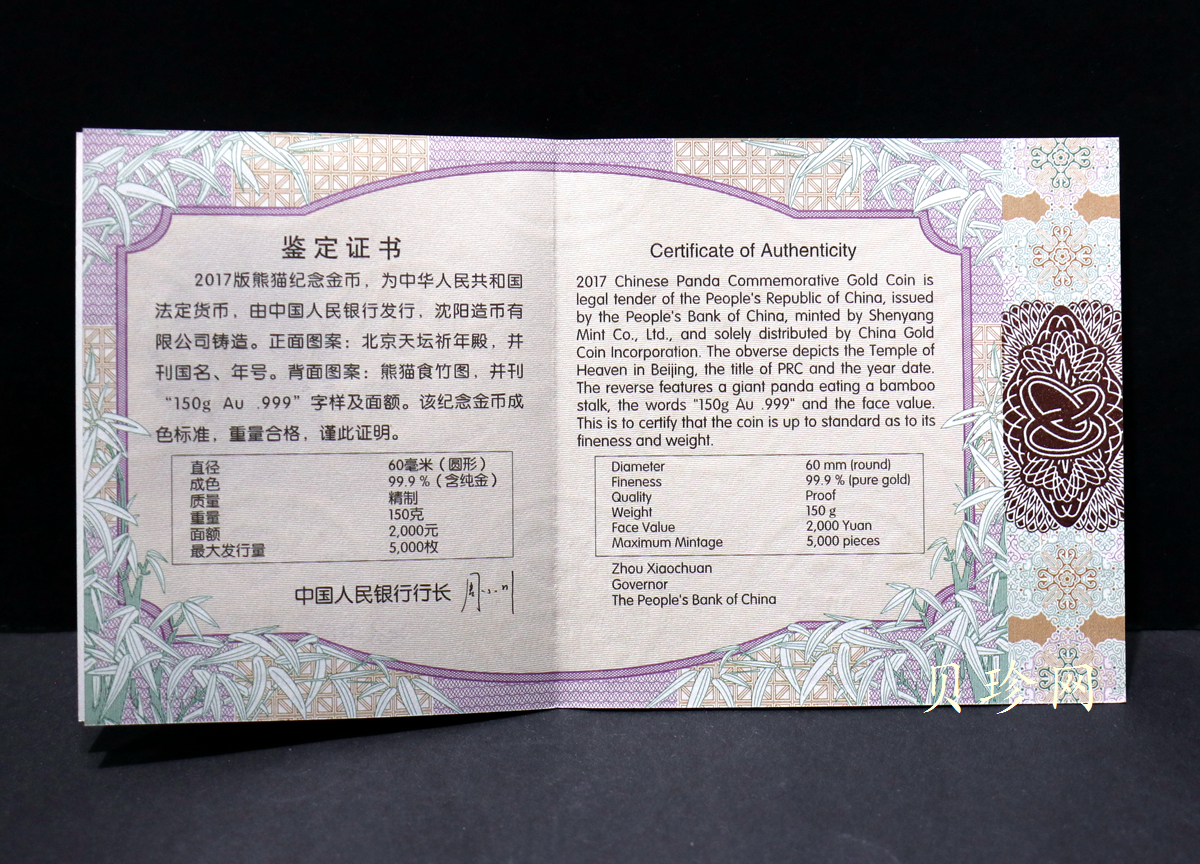 鉴定证书
2017版熊猫纪念金币，为中华人民共和国
法定货币，由中国人民银行发行，沈阳造币有
限公司铸造。正面图案：北京天坛祈年殿，并
刊国名、年号。背面图案：熊猫食竹图，并刊
“150g Au .999”字样及面额。该纪念金币成
色标准，重量合格，谨此证明。
直径 60毫米（圆形）
成色 99.9％（含纯金）
质量 精制
重量 150克
面额 2,000元
最大发行量 5,000枚
中国人民银行行长 周小川
Certificate of Authenticity
2017 Chinese Panda Commemorative Gold Coin is
legal tender of the People's Republic of China, issued
by the People's Bank of China, minted by Shenyang
Mint Co., Ltd., and solely distributed by China Gold
Coin Incorporation. The obverse depicts the Temple of
Heaven in Beijing, the title of PRC and the year date.
The reverse features a giant panda eating a bamboo
stalk, the words "150g Au .999" and the face value.
This is to certify that the coin is up to standard as to its
fineness and weight.
Diameter 60 mm (round)
Fineness 99.9 % (pure gold)
Quality Proof
Weight 150 g
Face Value 2,000 Yuan
Maximum Mintage 5,000 pieces
Zhou Xiaochuan
Governor
The People's Bank of China
贝珍网